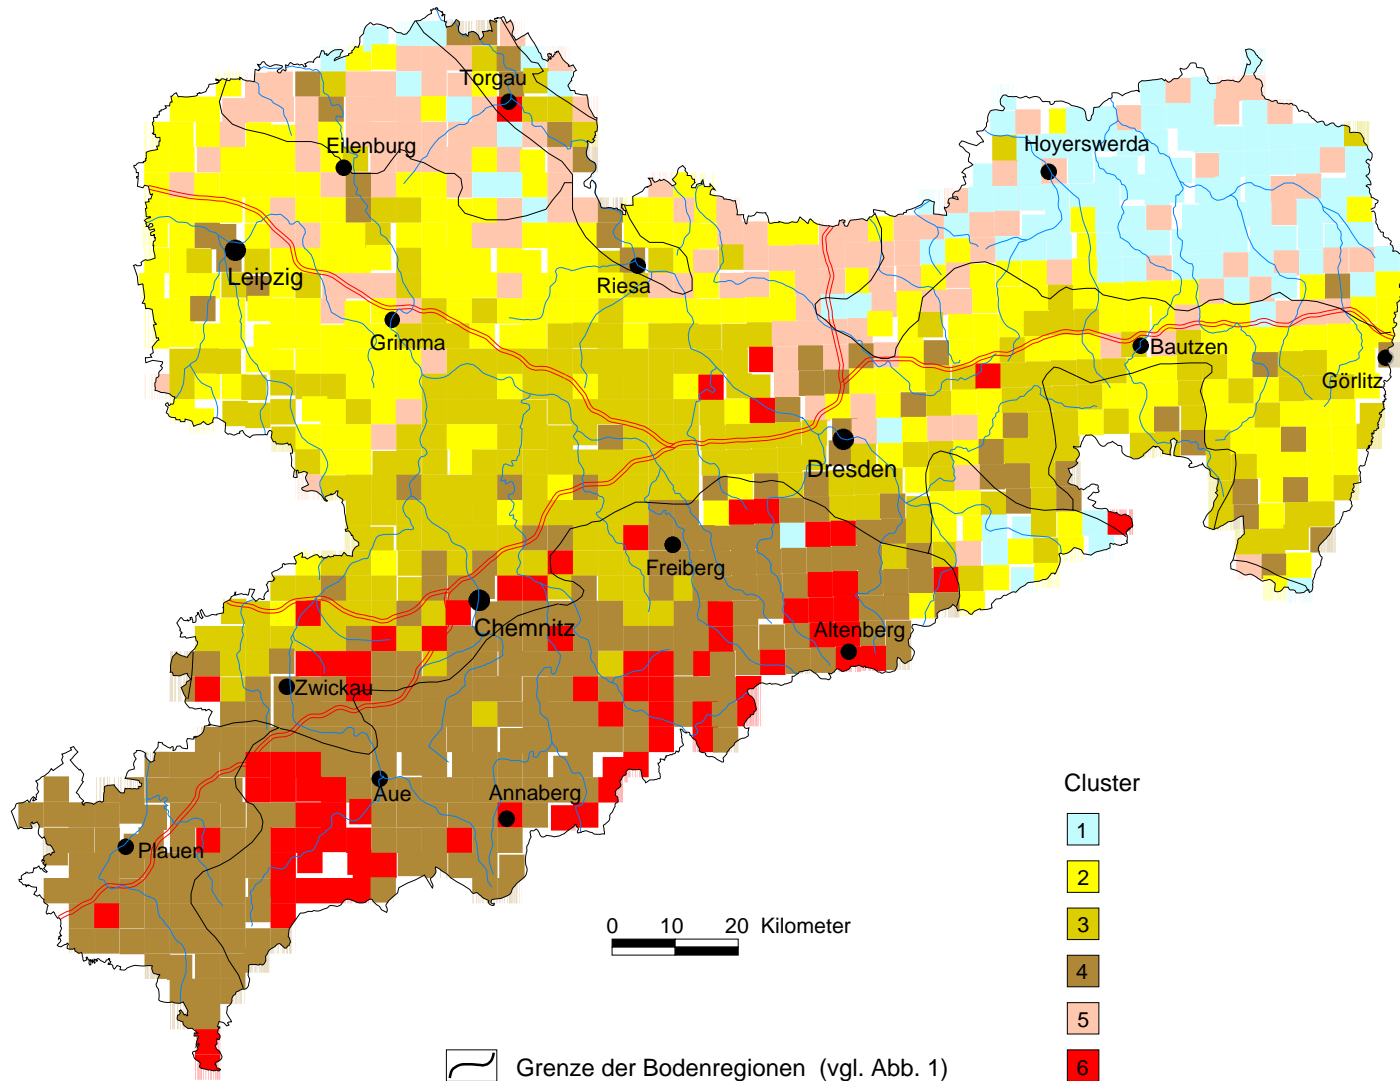 Torgau
Eilenburg
Hoyerswerda
Leipzig
Riesa
Grimma
Bautzen
Görlitz
Dresden
Freiberg
Chemnitz
Altenberg
Zwickau
Aue
Annaberg
Plauen
Cluster
1
2
3
4
5
6
0 10 20 Kilometer
Grenze der Bodenregionen (vgl. Abb. 1)